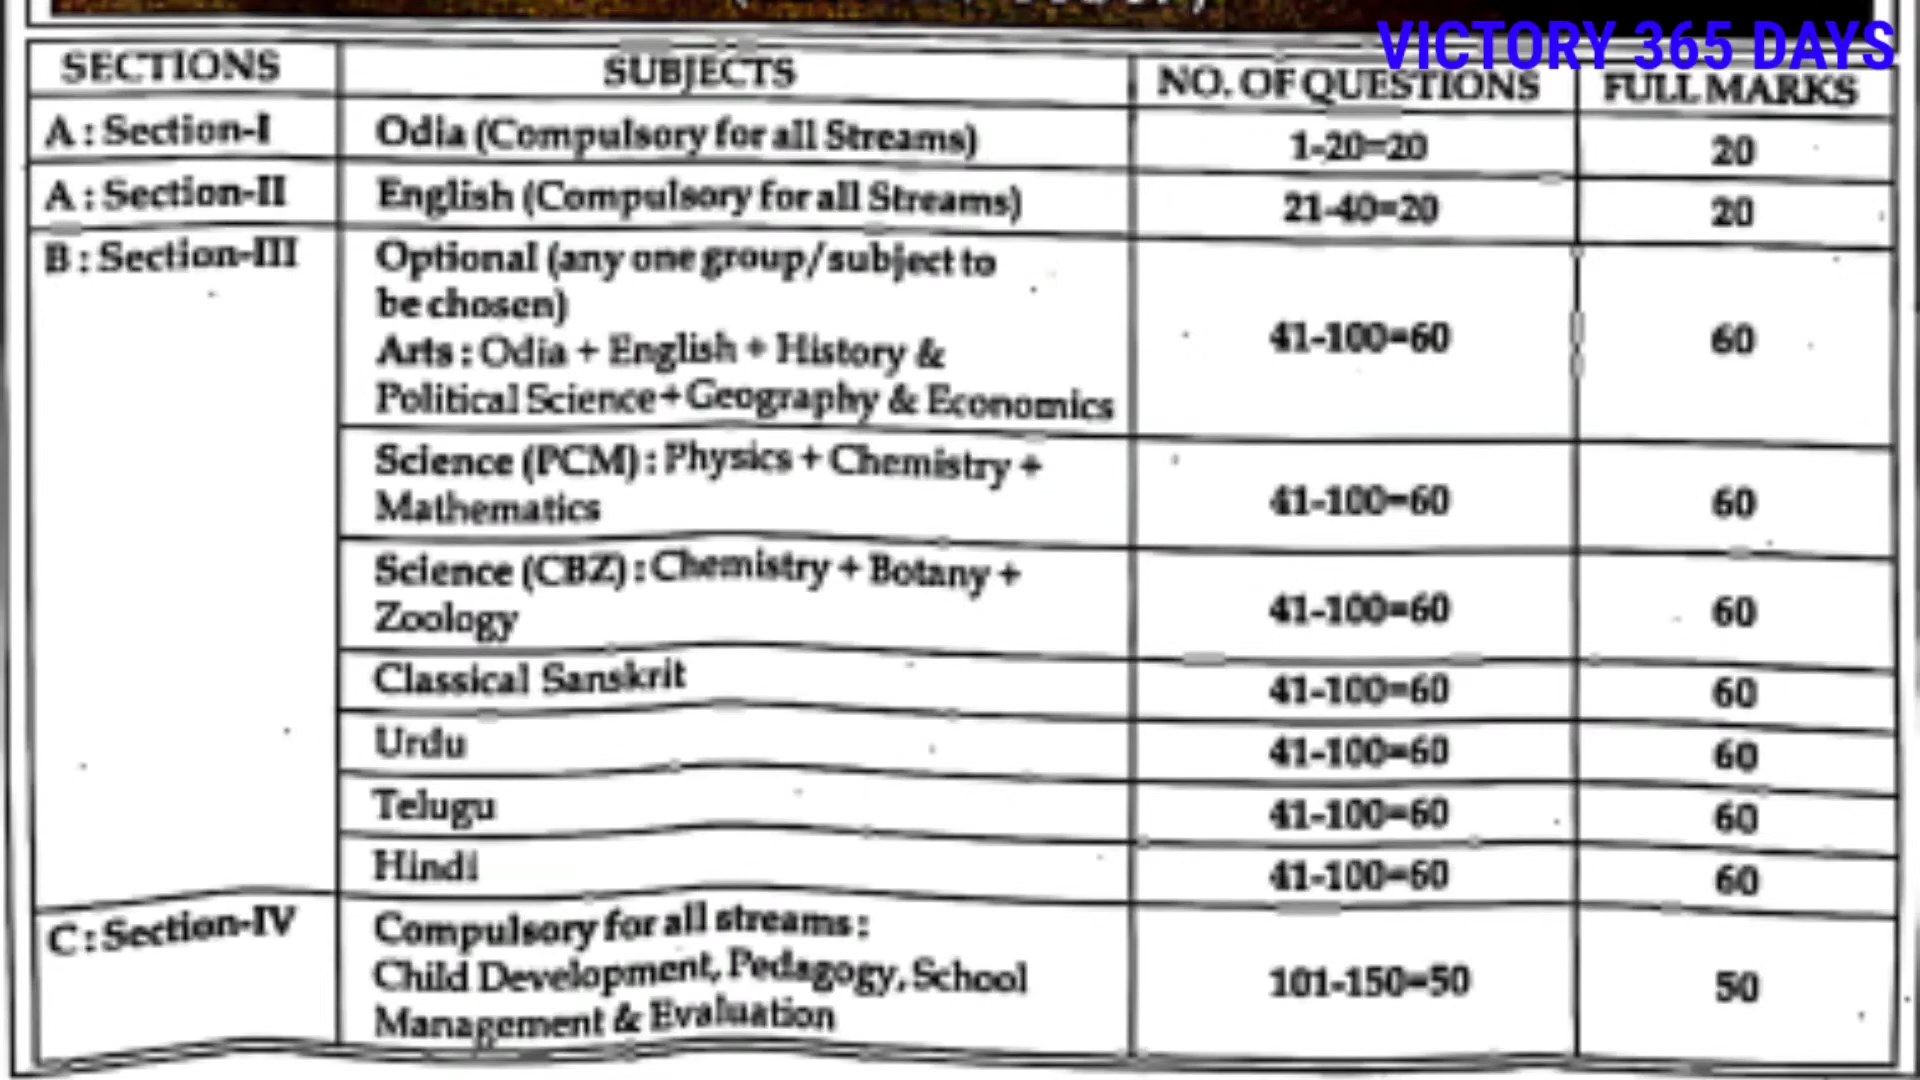 VICTORY 365 DAYS
SECTIONS SUBJECTS NO. OF QUESTIONS FULL MARKS
A : Section-I Odia (Compulsory for all Streams) 1-20=20 20
A : Section-II English (Compulsory for all Streams) 21-40=20 20
B : Section-III Optional (any one group/subject to
be chosen)
Arts : Odia + English + History &
Political Science+Geography & Economics
41-100=60 60
Science (PCM) : Physics + Chemistry +
Mathematics
41-100=60 60
Science (CBZ) : Chemistry + Botany +
Zoology
41-100=60 60
Classical Sanskrit 41-100=60 60
Urdu 41-100=60 60
Telugu 41-100=60 60
Hindi 41-100=60 60
C : Section-IV Compulsory for all streams :
Child Development, Pedagogy, School
Management & Evaluation
101-150=50 50